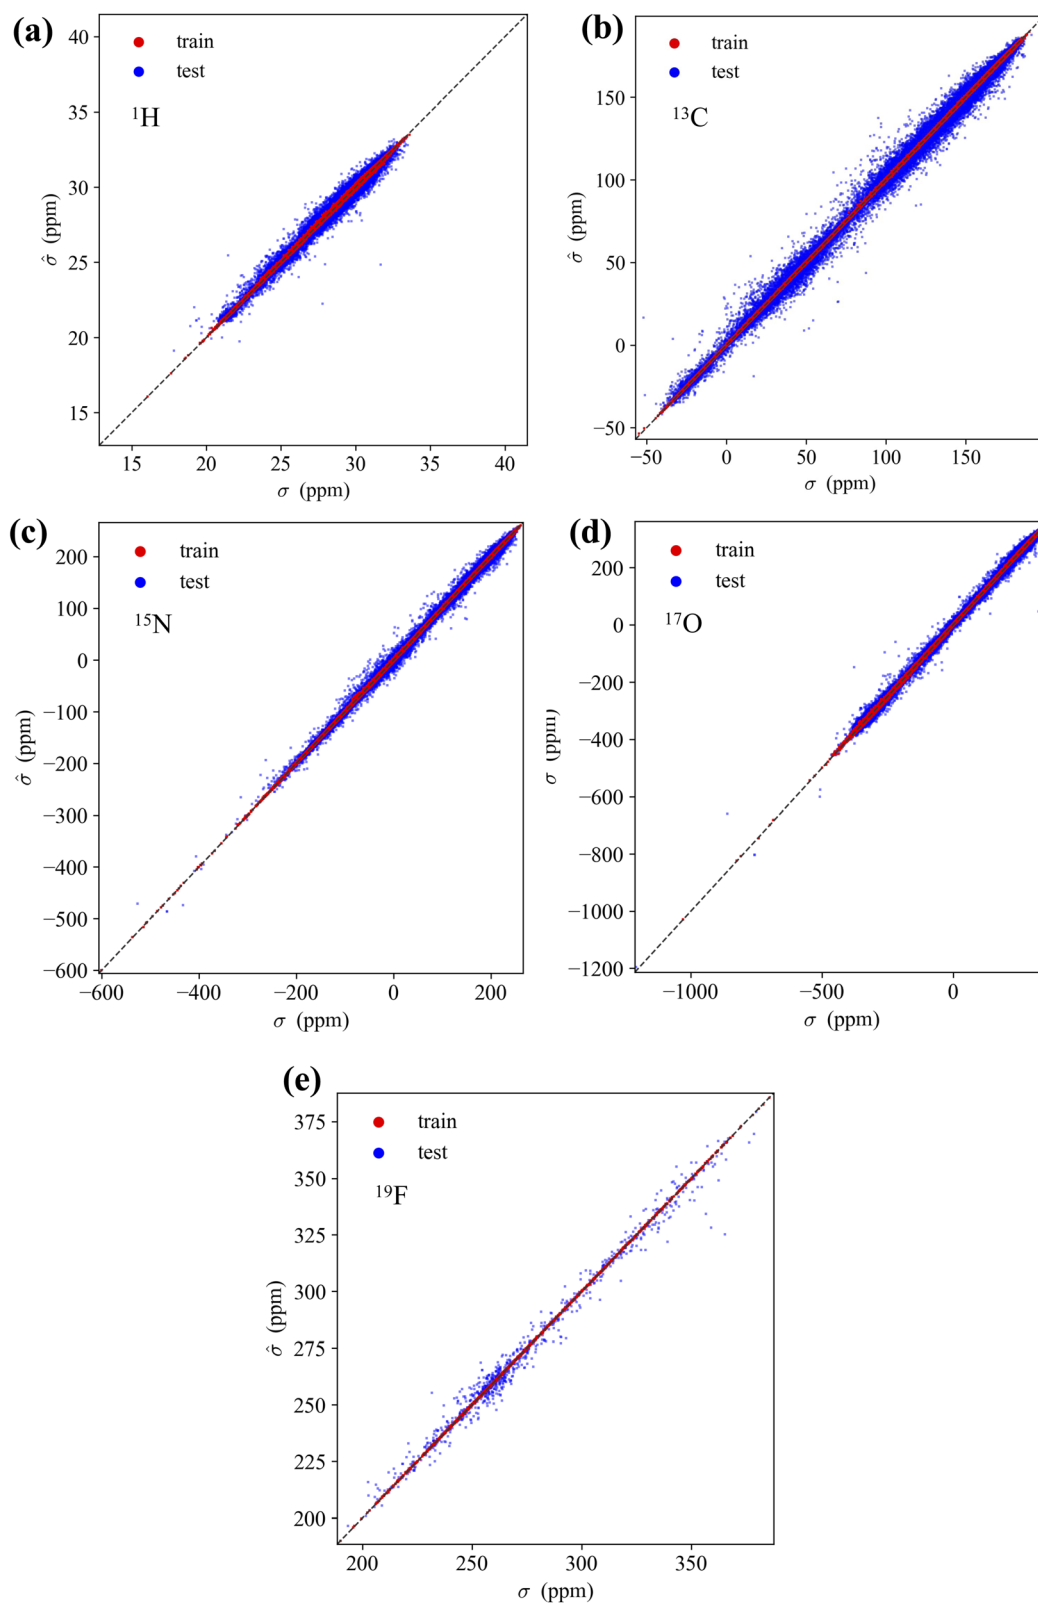 (a)
40
35
30
25
20
15
train
test
¹H
σ̂ (ppm)
15 20 25 30 35 40
σ (ppm)
(b)
150
100
50
0
−50
train
test
¹³C
σ̂ (ppm)
−50 0 50 100 150
σ (ppm)
(c)
200
100
0
−100
−200
−300
−400
−500
−600
train
test
¹⁵N
σ̂ (ppm)
−600 −400 −200 0 200
σ (ppm)
(d)
200
0
−200
−400
−600
−800
−1000
−1200
train
test
¹⁷O
σ (ppm)
−1000 −500 0
σ (ppm)
(e)
375
350
325
300
275
250
225
200
train
test
¹⁹F
σ̂ (ppm)
200 250 300 350
σ (ppm)